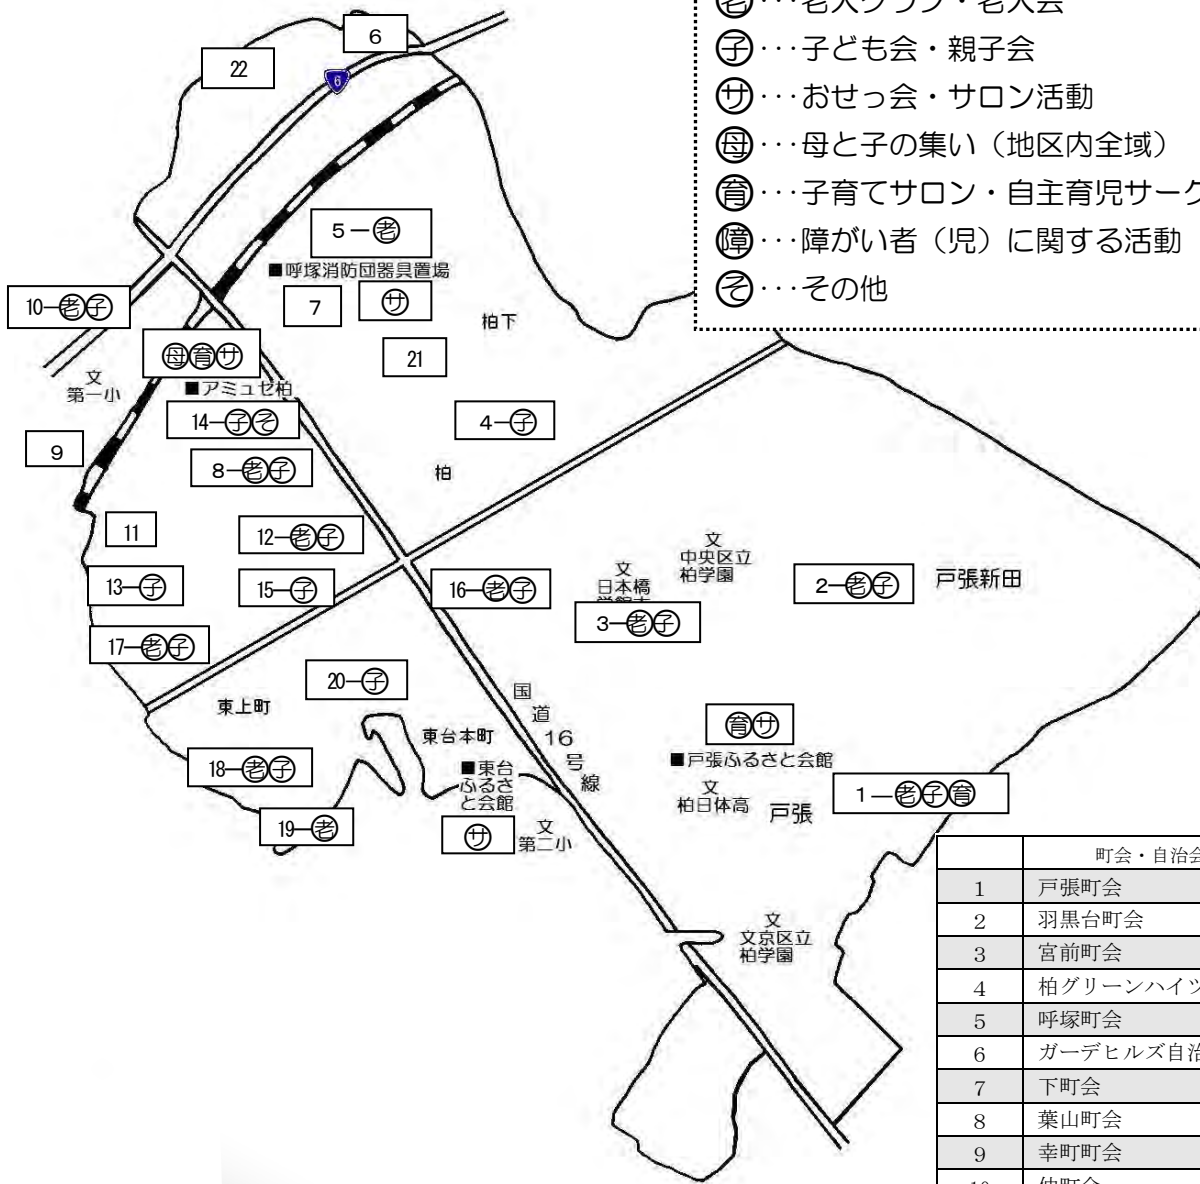 ㊁…老人クラブ・老人会
子…子ども会・親子会
サ…おせっ会・サロン活動
母…母と子の集い（地区内全域）
育…子育てサロン・自主育児サーク
障…障がい者（児）に関する活動
そ…その他
6
22
6
5－老
■呼塚消防団器具置場
10－老子
7
サ
柏下
母育サ
21
文
第一小
■アミュゼ柏
14－子そ
4－子
9
8－老子
柏
11
12－老子
文
中央区立
柏学園
文
日本橋
13－子
15－子
16－老子
2－老子
戸張新田
3－老子
17－老子
20－子
東上町
国道16号線
育サ
東台本町
■戸張ふるさと会館
18－老子
■東台
ふるさ
と会館
文
柏日体高
戸張
1－老子育
19－老
サ
文
第二小
文
文京区立
柏学園
町会・自治会
1 戸張町会
2 羽黒台町会
3 宮前町会
4 柏グリーンハイツ
5 呼塚町会
6 ガーデヒルズ自治
7 下町会
8 葉山町会
9 幸町町会
10 仲町会